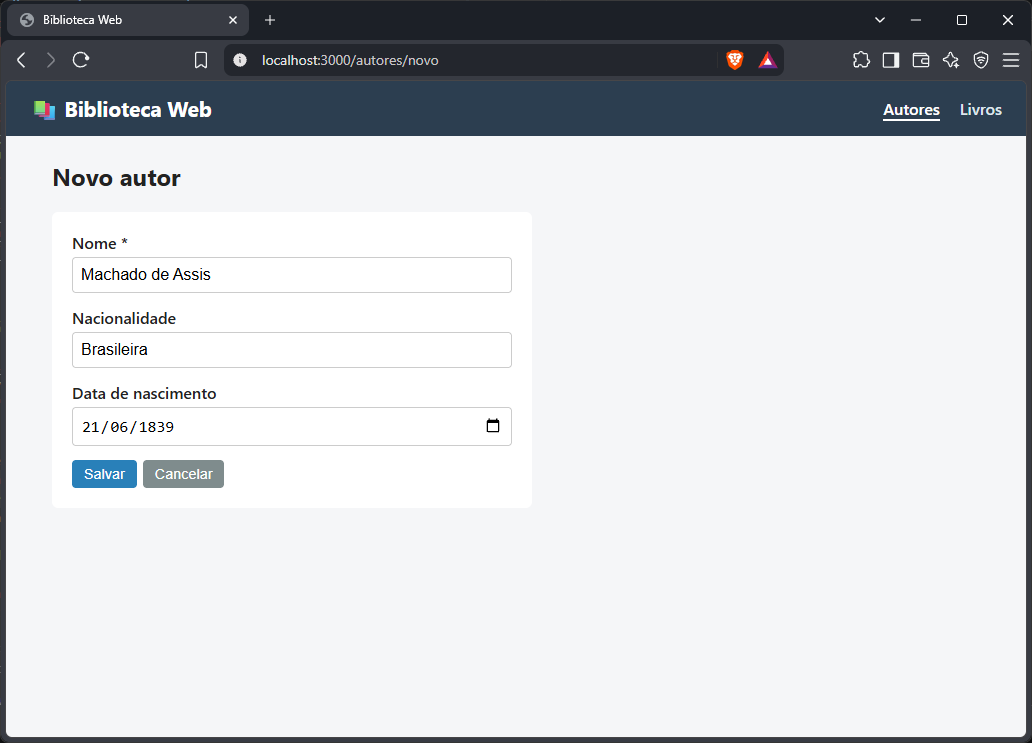 Biblioteca Web
localhost:3000/autores/novo
Biblioteca Web
Autores
Livros
Novo autor
Nome *
Machado de Assis
Nacionalidade
Brasileira
Data de nascimento
21/06/1839
Salvar
Cancelar